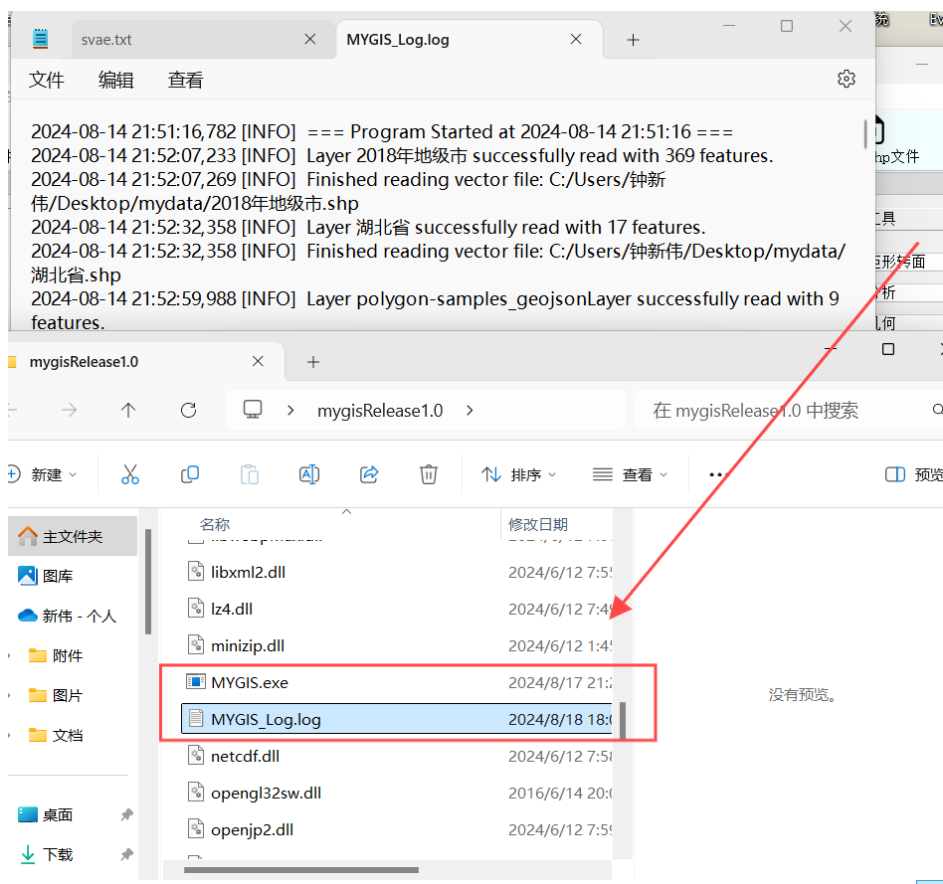 统
svae.txt
MYGIS_Log.log
文件 编辑 查看
2024-08-14 21:51:16,782 [INFO] === Program Started at 2024-08-14 21:51:16 ===
2024-08-14 21:52:07,233 [INFO] Layer 2018年地级市 successfully read with 369 features.
2024-08-14 21:52:07,269 [INFO] Finished reading vector file: C:/Users/钟新
伟/Desktop/mydata/2018年地级市.shp
2024-08-14 21:52:32,358 [INFO] Layer 湖北省 successfully read with 17 features.
2024-08-14 21:52:32,358 [INFO] Finished reading vector file: C:/Users/钟新伟/Desktop/mydata/
湖北省.shp
2024-08-14 21:52:59,988 [INFO] Layer polygon-samples_geojsonLayer successfully read with 9
features.
hp文件
工具
矩形转面
分析
几何
mygisRelease1.0
mygisRelease1.0
在 mygisRelease1.0 中搜索
新建
排序
查看
预览
名称 修改日期
主文件夹
图库
新伟 - 个人
附件
图片
文档
桌面
下载
libxml2.dll 2024/6/12 7:5
lz4.dll 2024/6/12 7:4
minizip.dll 2024/6/12 1:4
MYGIS.exe 2024/8/17 21:2
MYGIS_Log.log 2024/8/18 18:0
netcdf.dll 2024/6/12 7:5
opengl32sw.dll 2016/6/14 20:0
openjp2.dll 2024/6/12 7:5
没有预览。